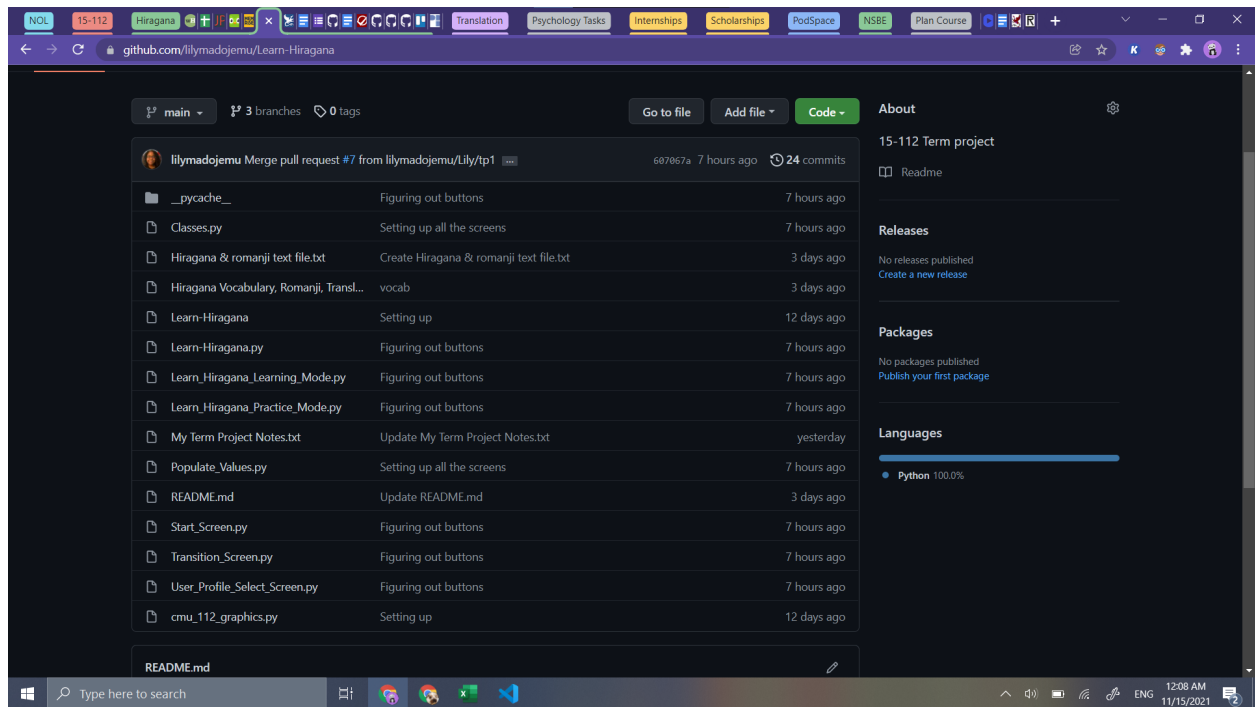 NOL 15-112 Hiragana Translation Psychology Tasks Internships Scholarships PodSpace NSBE Plan Course
github.com/lilymadojemu/Learn-Hiragana
main 3 branches 0 tags Go to file Add file Code
lilymadojemu Merge pull request #7 from lilymadojemu/Lily/tp1 ... 607067a 7 hours ago 24 commits
__pycache__ Figuring out buttons 7 hours ago
Classes.py Setting up all the screens 7 hours ago
Hiragana & romanji text file.txt Create Hiragana & romanji text file.txt 3 days ago
Hiragana Vocabulary, Romanji, Transl... vocab 3 days ago
Learn-Hiragana Setting up 12 days ago
Learn-Hiragana.py Figuring out buttons 7 hours ago
Learn_Hiragana_Learning_Mode.py Figuring out buttons 7 hours ago
Learn_Hiragana_Practice_Mode.py Figuring out buttons 7 hours ago
My Term Project Notes.txt Update My Term Project Notes.txt yesterday
Populate_Values.py Setting up all the screens 7 hours ago
README.md Update README.md 3 days ago
Start_Screen.py Figuring out buttons 7 hours ago
Transition_Screen.py Figuring out buttons 7 hours ago
User_Profile_Select_Screen.py Figuring out buttons 7 hours ago
cmu_112_graphics.py Setting up 12 days ago
README.md
About
15-112 Term project
Readme
Releases
No releases published
Create a new release
Packages
No packages published
Publish your first package
Languages
Python 100.0%
Type here to search
ENG
12:08 AM
11/15/2021
2